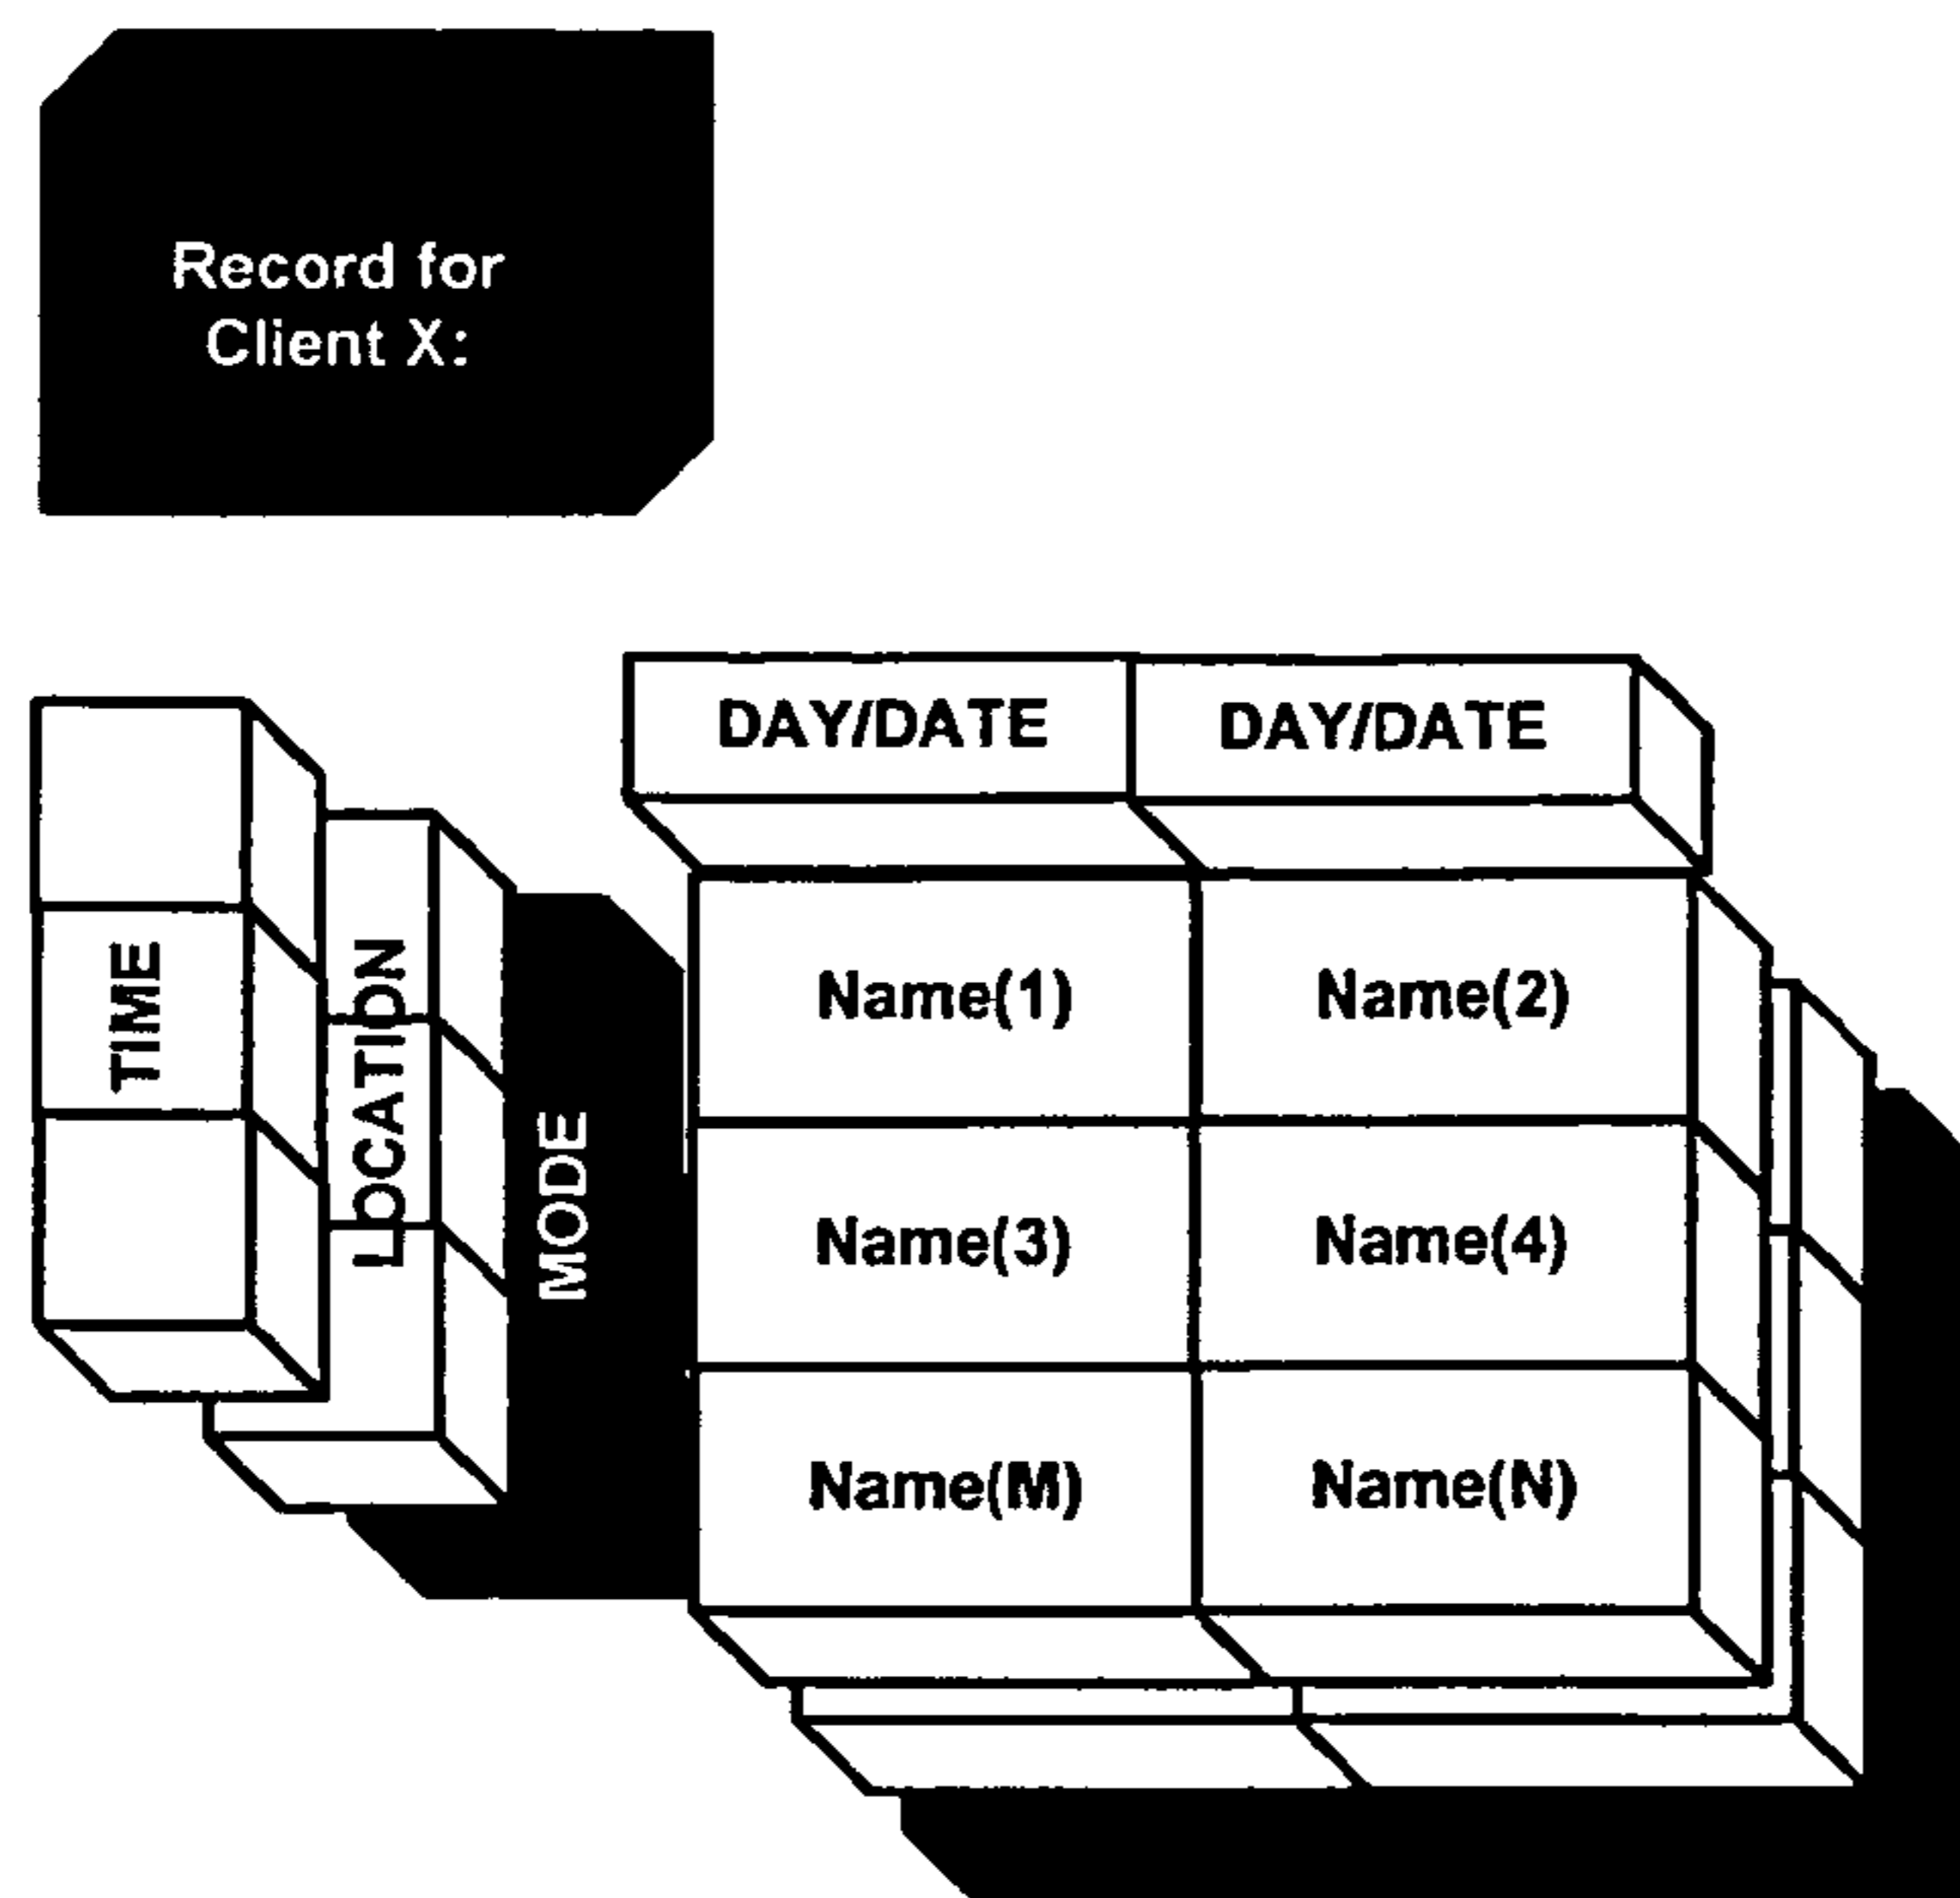 Record for
Client X:
DAY/DATE DAY/DATE
TIME
LOCATION
MODE
Name(1) Name(2)
Name(3) Name(4)
Name(M) Name(N)